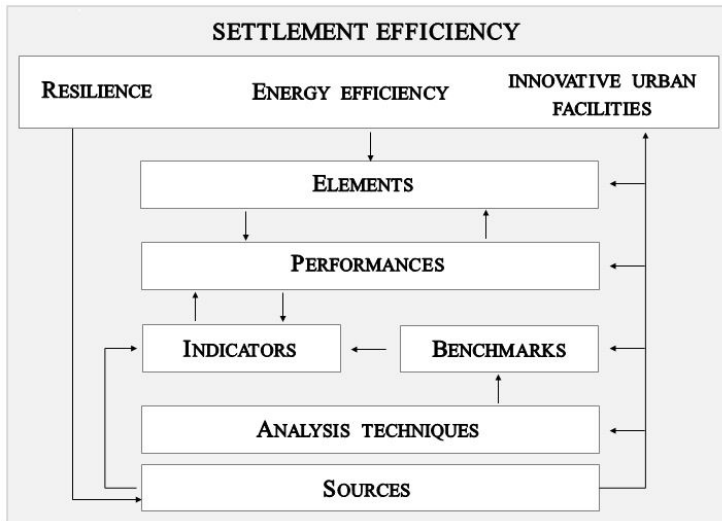 SETTLEMENT EFFICIENCY
RESILIENCE
ENERGY EFFICIENCY
INNOVATIVE URBAN
FACILITIES
ELEMENTS
PERFORMANCES
INDICATORS
BENCHMARKS
ANALYSIS TECHNIQUES
SOURCES